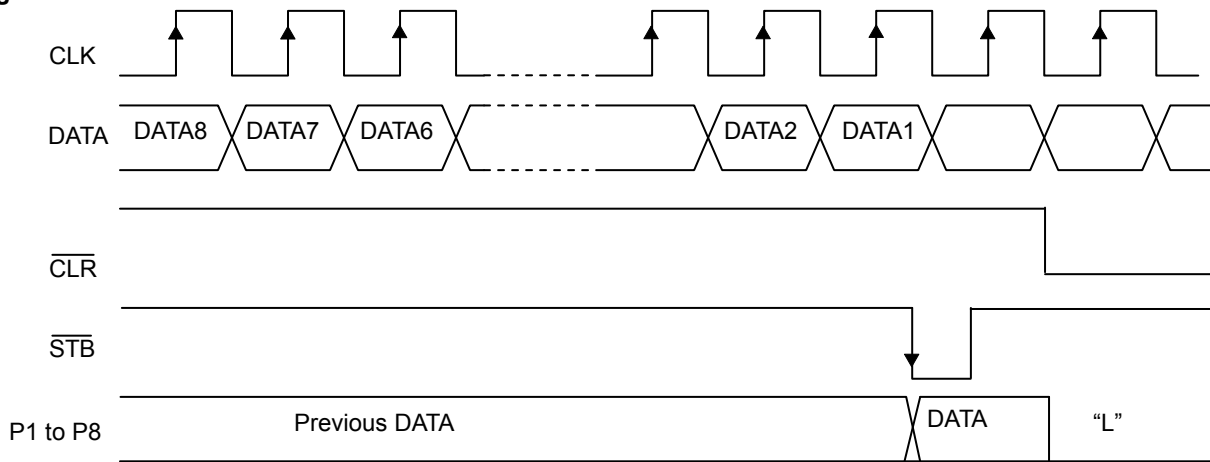 CLK
DATA DATA8 DATA7 DATA6 DATA2 DATA1
CLR
STB
P1 to P8 Previous DATA DATA “L”